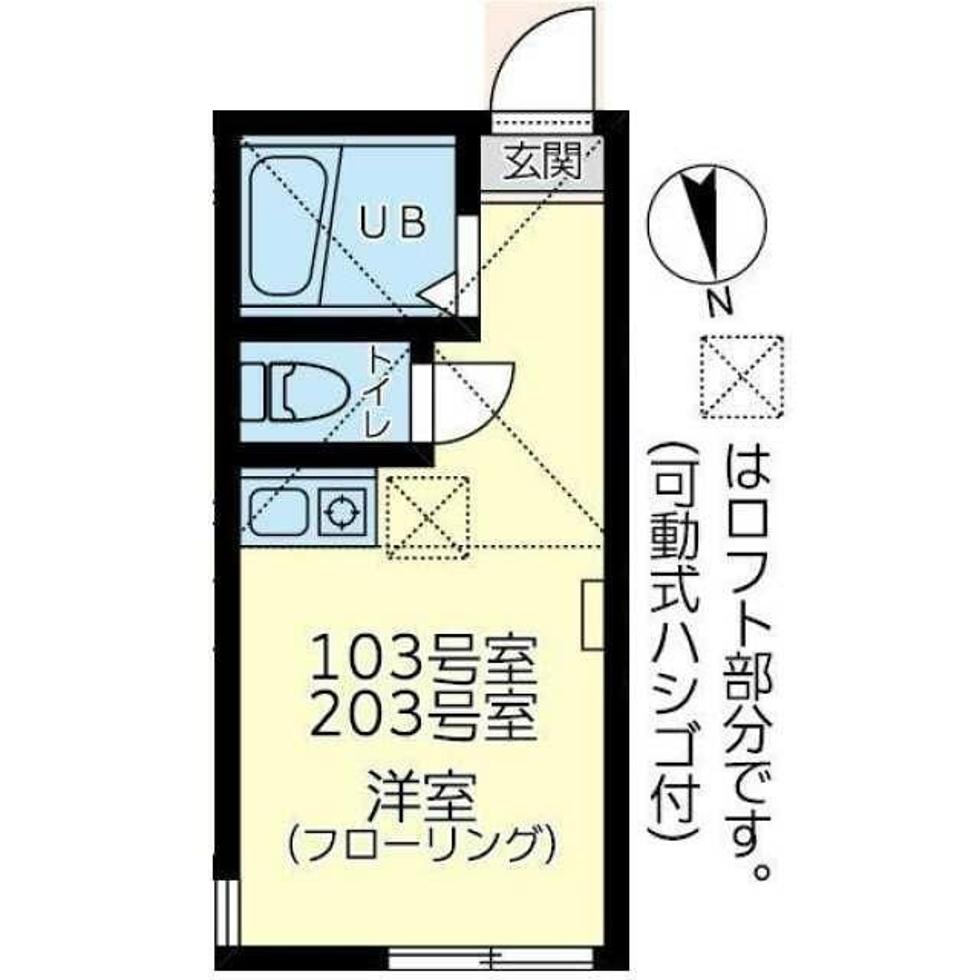 玄関
UB
トイレ
N
はロフト部分です。
(可動式ハシゴ付)
103号室
203号室
洋室
(フローリング)